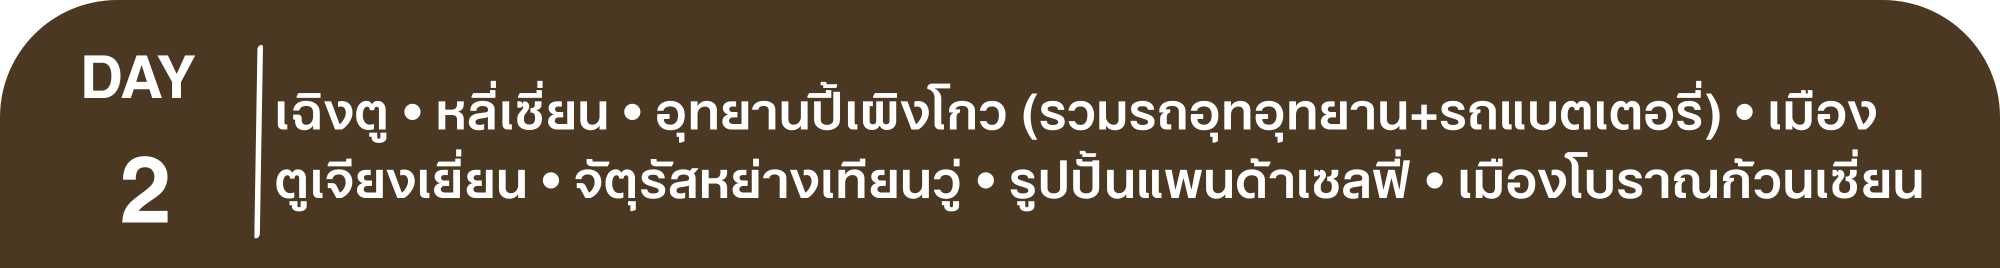 DAY
2
เฉิงตู • หลี่เซี่ยน • อุทยานปี้เผิงโกว (รวมรถอุทอุทยาน+รถแบตเตอรี่) • เมือง
ตูเจียงเยี่ยน • จัตุรัสหย่างเทียนวู่ • รูปปั้นแพนด้าเซลฟี่ • เมืองโบราณก้วนเซี่ยน